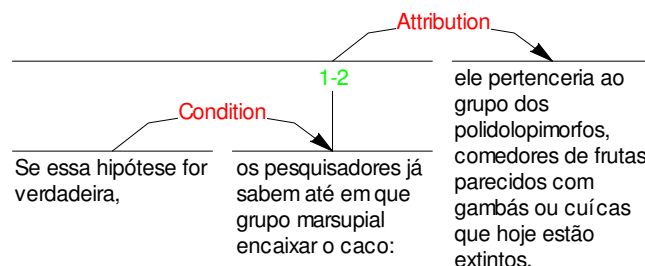 Attribution
1-2
Condition
Se essa hipótese for
verdadeira,
os pesquisadores já
sabem até em que
grupo marsupial
encaixar o caco:
ele pertenceria ao
grupo dos
polidolopimorfos,
comedores de frutas
parecidos com
gambás ou cuícas
que hoje estão
extintos.